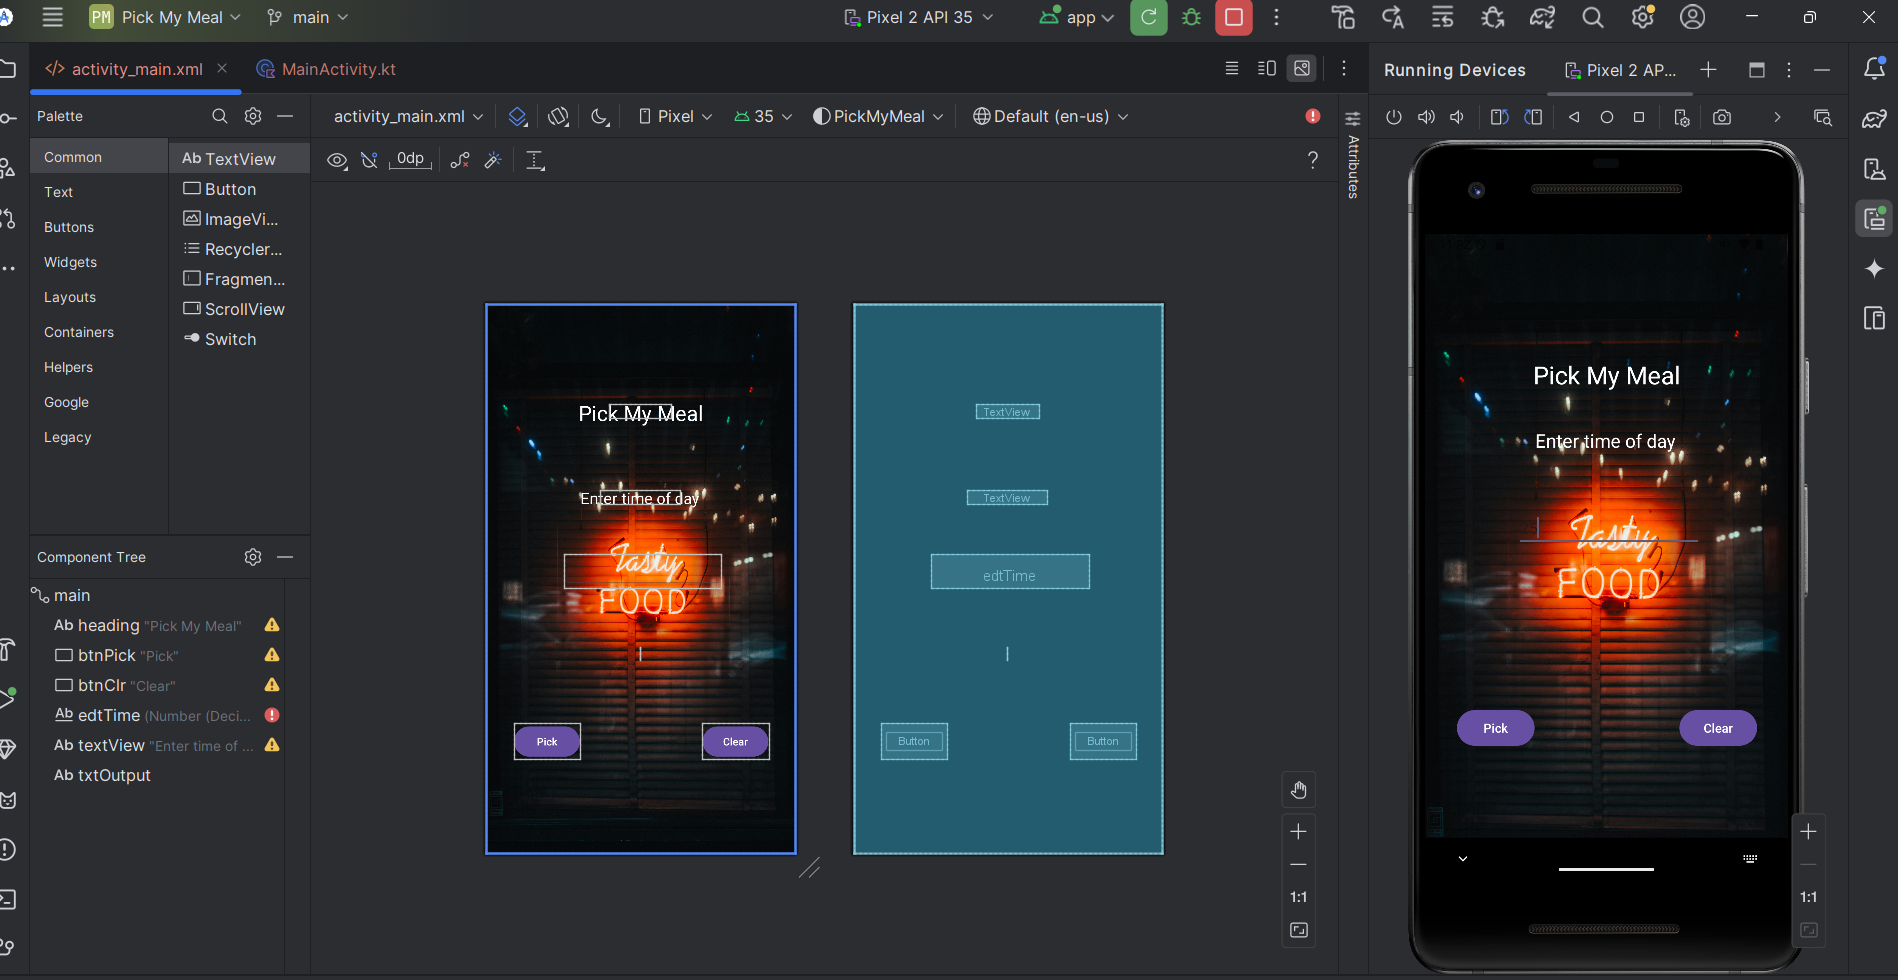 PM Pick My Meal main Pixel 2 API 35 app
activity_main.xml MainActivity.kt Running Devices Pixel 2 AP...
Palette activity_main.xml Pixel 35 PickMyMeal Default (en-us)
Common
Text
Buttons
Widgets
Layouts
Containers
Helpers
Google
Legacy
Ab TextView
Button
ImageVi...
Recycler...
Fragmen...
ScrollView
Switch
0dp
?
Attributes
Component Tree
main
Ab heading "Pick My Meal"
btnPick "Pick"
btnClr "Clear"
Ab edtTime (Number (Deci...
Ab textView "Enter time of ...
Ab txtOutput
Pick My Meal
Enter time of day
Tasty
FOOD
Pick Clear
TextView
TextView
edtTime
Button Button
1:1
Pick My Meal
Enter time of day
Tasty
FOOD
Pick Clear
1:1